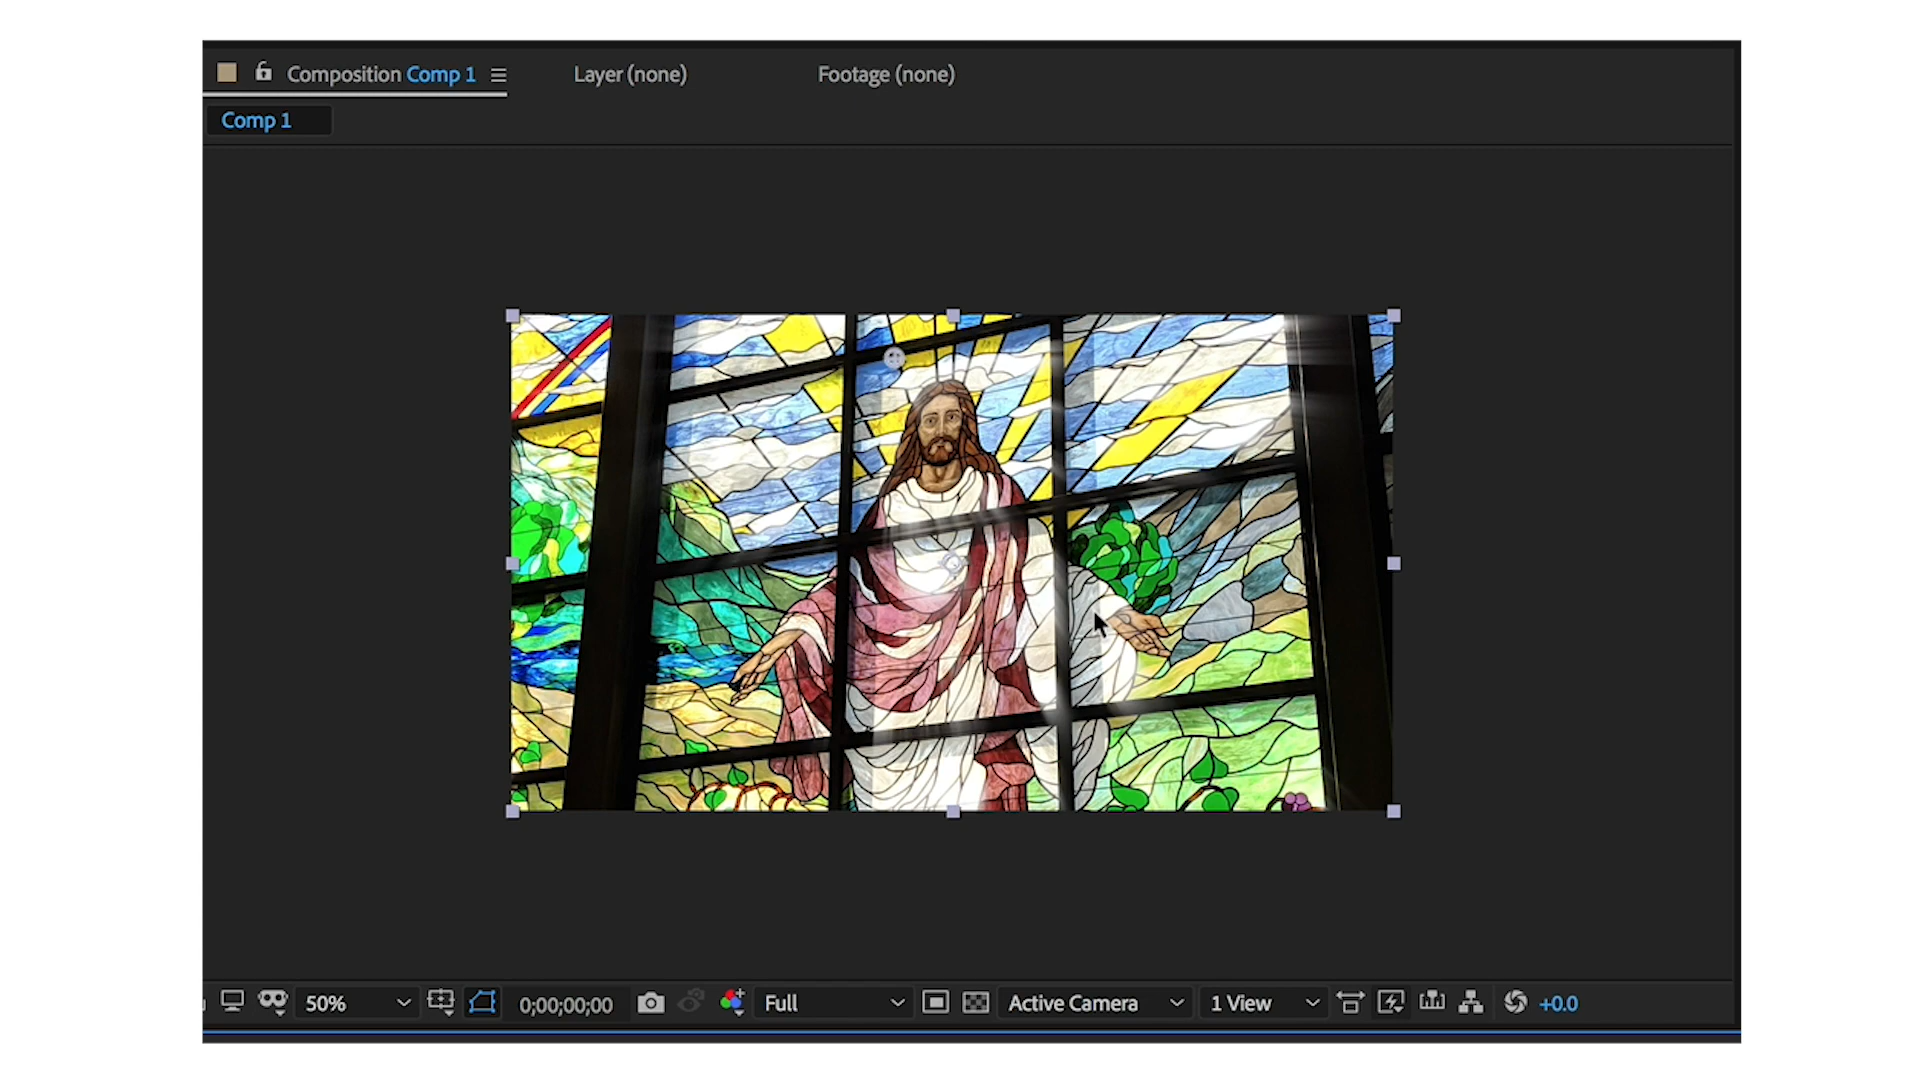 Composition Comp 1
Layer (none)
Footage (none)
Comp 1
50%
0;00;00;00
Full
Active Camera
1 View
+0.0